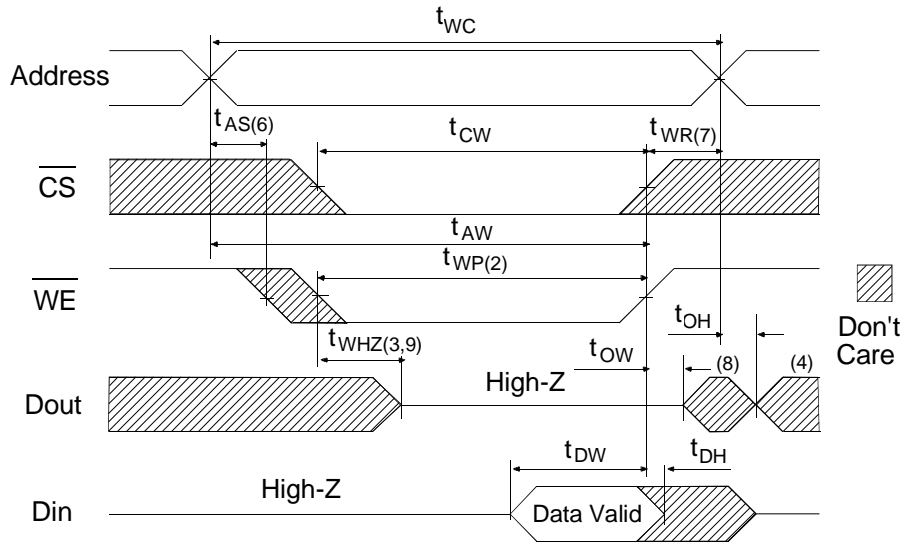 tWC
Address
tAS(6)
tCW
tWR(7)
CS
tAW
tWP(2)
WE
tOH
Don't
Care
tWHZ(3,9)
tOW
(8)
(4)
High-Z
Dout
tDW
tDH
High-Z
Din
Data Valid